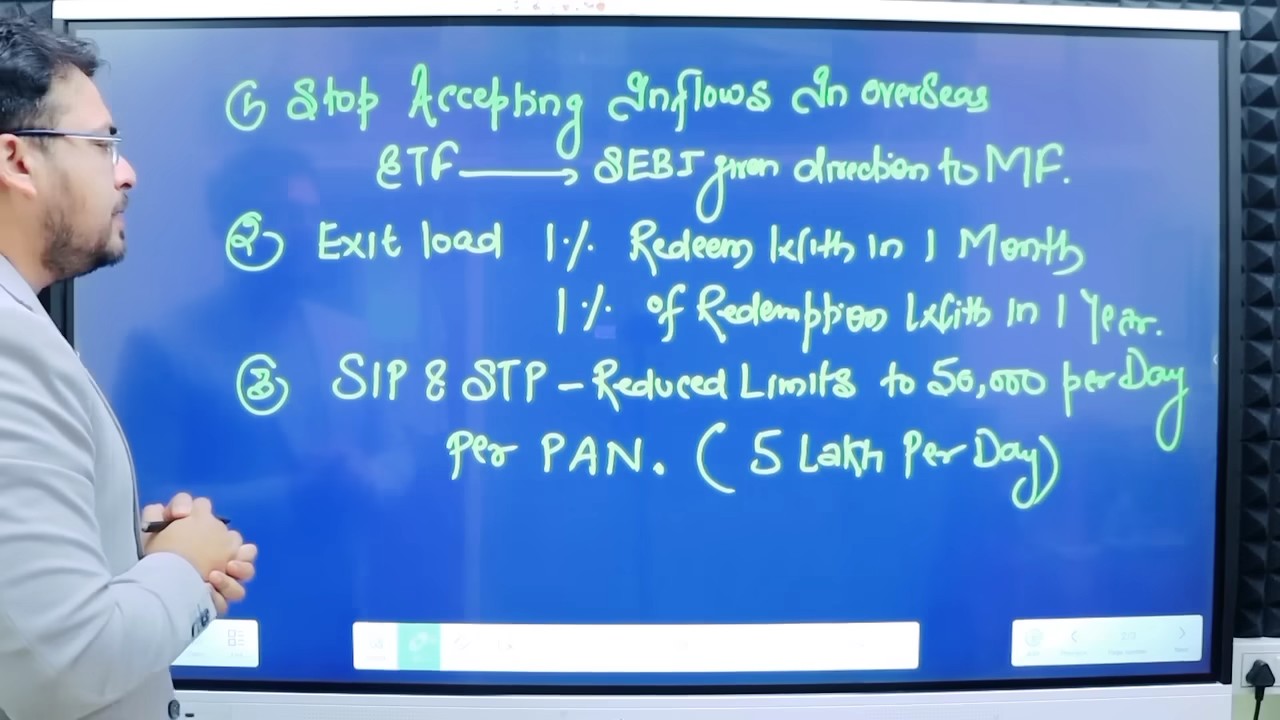 ① Stop Accepting Inflows In overseas
ETF → SEBI given direction to MF.
② Exit load 1% Redeem With in 1 Month
1% of Redemption With in 1 Year.
③ SIP & STP - Reduced Limits to 50,000 per Day
Per PAN. ( 5 Lakh Per Day)